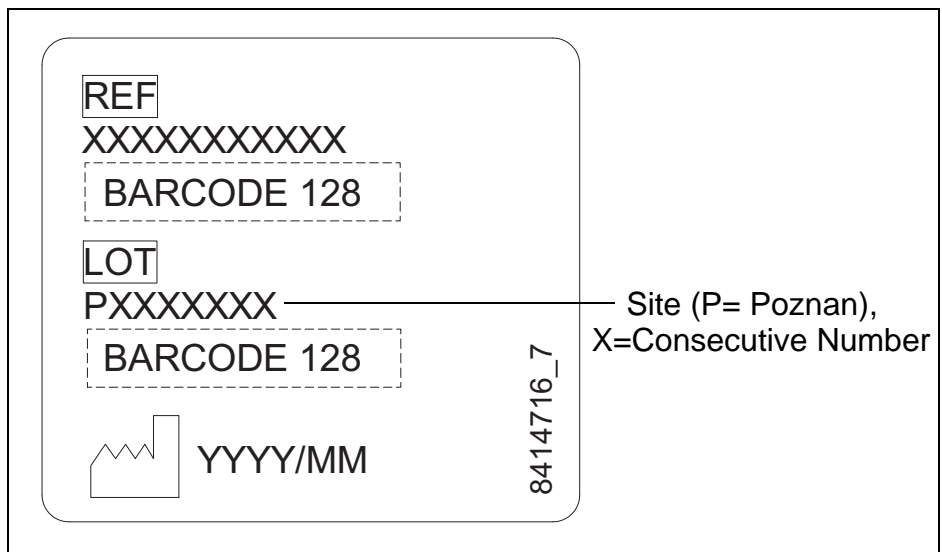 REF
XXXXXXXXXXX
BARCODE 128
LOT
PXXXXXXX
Site (P= Poznan),
X=Consecutive Number
BARCODE 128
YYYY/MM
8414716_7